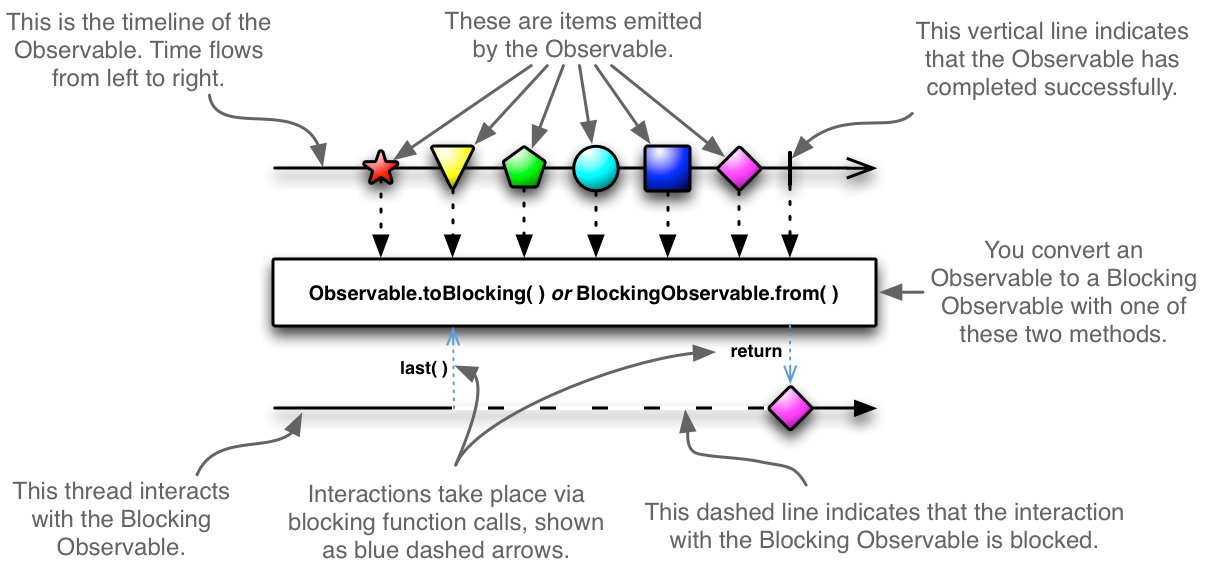 This is the timeline of the
Observable. Time flows
from left to right.
These are items emitted
by the Observable.
This vertical line indicates
that the Observable has
completed successfully.
Observable.toBlocking( ) or BlockingObservable.from( )
You convert an
Observable to a Blocking
Observable with one of
these two methods.
last( )
return
This thread interacts
with the Blocking
Observable.
Interactions take place via
blocking function calls, shown
as blue dashed arrows.
This dashed line indicates that the interaction
with the Blocking Observable is blocked.